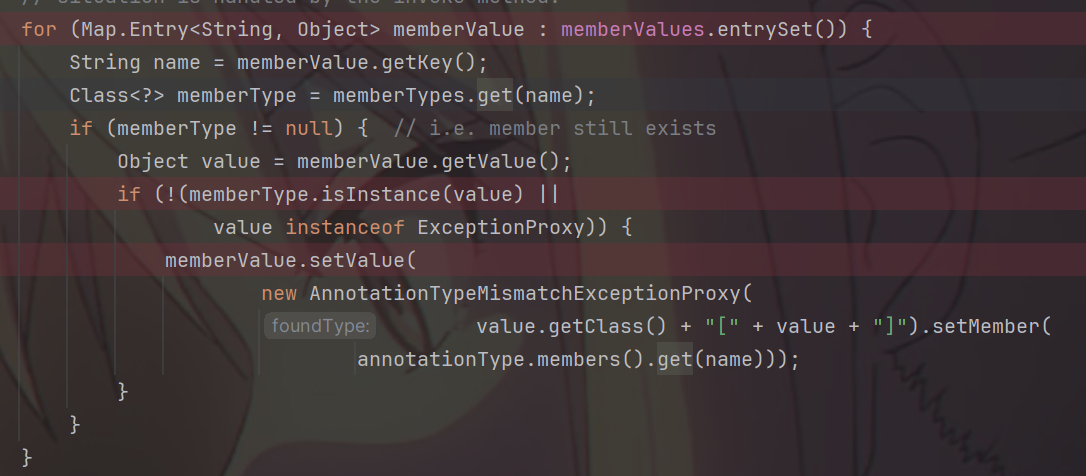 // situation is handled by the invoke method.
for (Map.Entry<String, Object> memberValue : memberValues.entrySet()) {
String name = memberValue.getKey();
Class<?> memberType = memberTypes.get(name);
if (memberType != null) {  // i.e. member still exists
Object value = memberValue.getValue();
if (!(memberType.isInstance(value) ||
value instanceof ExceptionProxy)) {
memberValue.setValue(
new AnnotationTypeMismatchExceptionProxy(
foundType: value.getClass() + "[" + value + "]").setMember(
annotationType.members().get(name)));
}
}
}